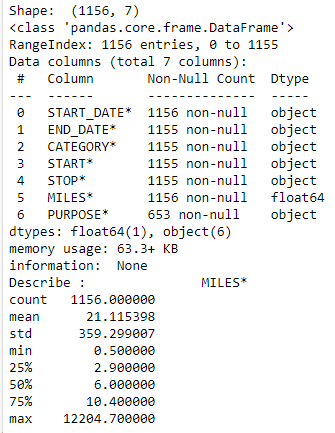 Shape:  (1156, 7)
<class 'pandas.core.frame.DataFrame'>
RangeIndex: 1156 entries, 0 to 1155
Data columns (total 7 columns):
 #   Column       Non-Null Count  Dtype
---  ------       --------------  -----
 0   START_DATE*  1156 non-null   object
 1   END_DATE*    1155 non-null   object
 2   CATEGORY*    1155 non-null   object
 3   START*       1155 non-null   object
 4   STOP*        1155 non-null   object
 5   MILES*       1156 non-null   float64
 6   PURPOSE*     653 non-null    object
dtypes: float64(1), object(6)
memory usage: 63.3+ KB
information:  None
Describe :               MILES*
count   1156.000000
mean      21.115398
std      359.299007
min        0.500000
25%        2.900000
50%        6.000000
75%       10.400000
max    12204.700000